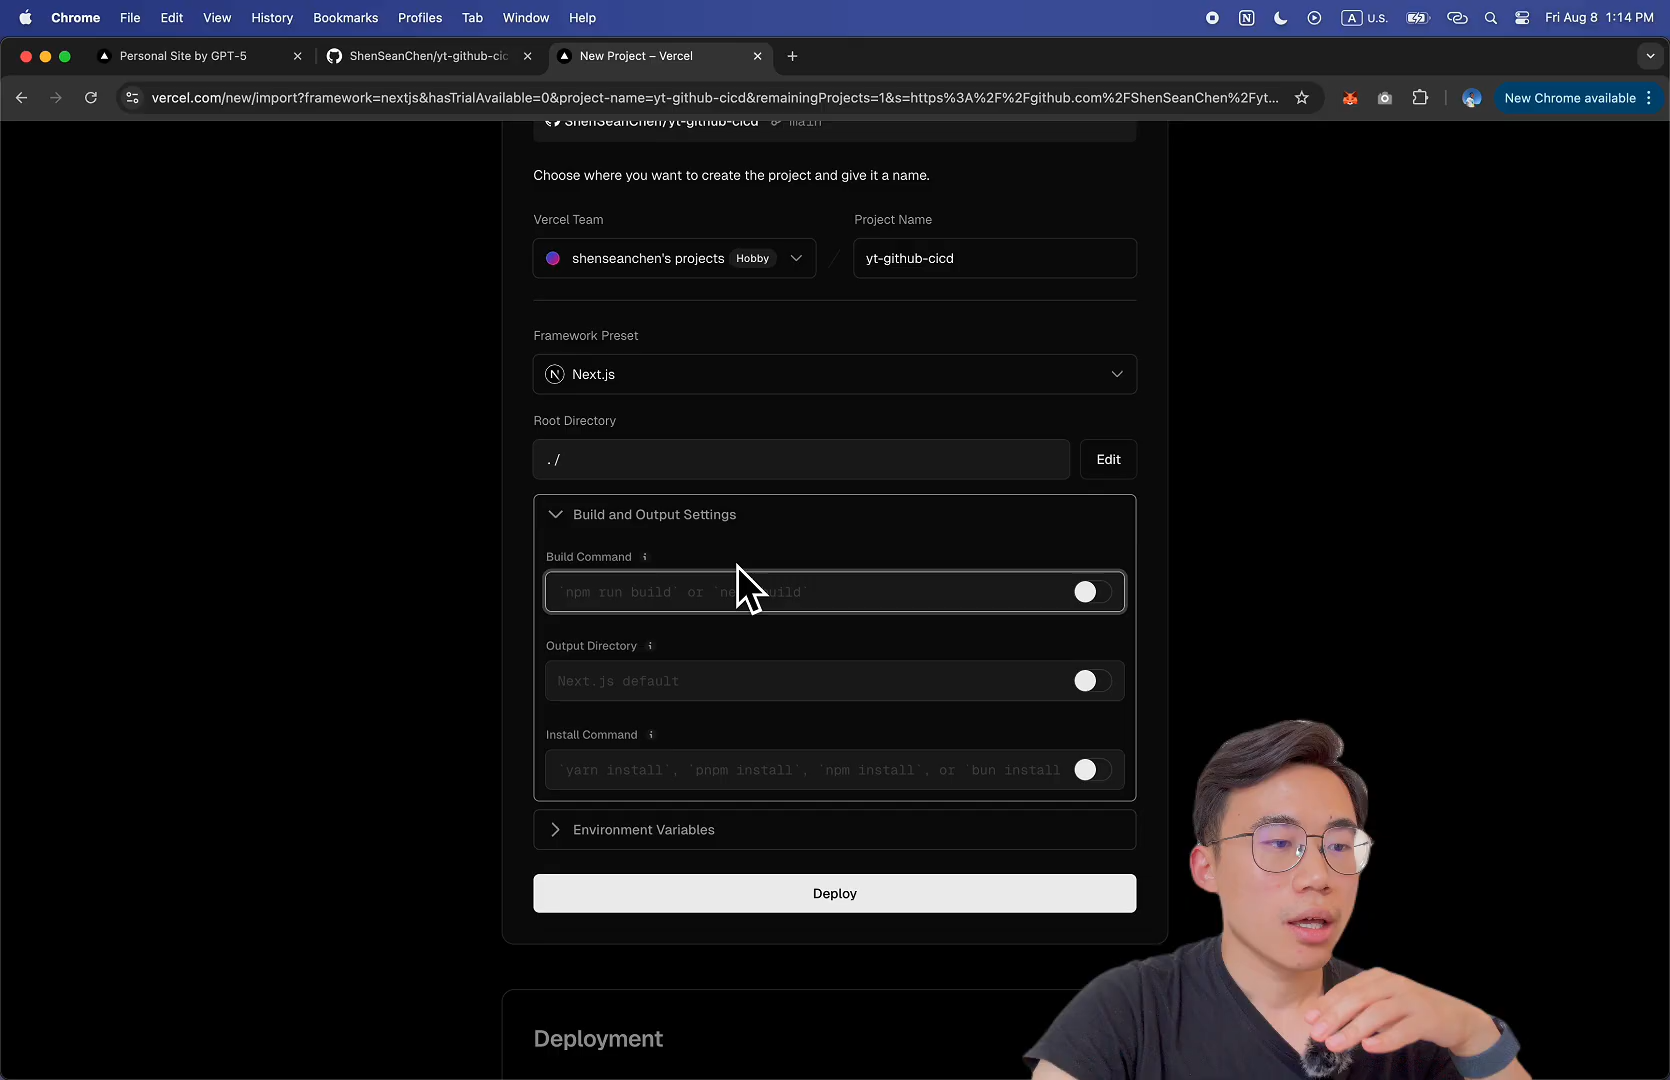 Chrome File Edit View History Bookmarks Profiles Tab Window Help
A U.S. Fri Aug 8 1:14 PM
Personal Site by GPT-5
ShenSeanChen/yt-github-cic
New Project – Vercel
vercel.com/new/import?framework=nextjs&hasTrialAvailable=0&project-name=yt-github-cicd&remainingProjects=1&s=https%3A%2F%2Fgithub.com%2FShenSeanChen%2Fyt...
New Chrome available
ShenSeanChen/yt-github-cicd main
Choose where you want to create the project and give it a name.
Vercel Team
Project Name
shenseanchen's projects Hobby
yt-github-cicd
Framework Preset
N Next.js
Root Directory
./
Edit
Build and Output Settings
Build Command
`npm run build` or
Output Directory
Next.js default
Install Command
`yarn install`, `pnpm install`, `npm install`, or `bun install
Environment Variables
Deploy
Deployment